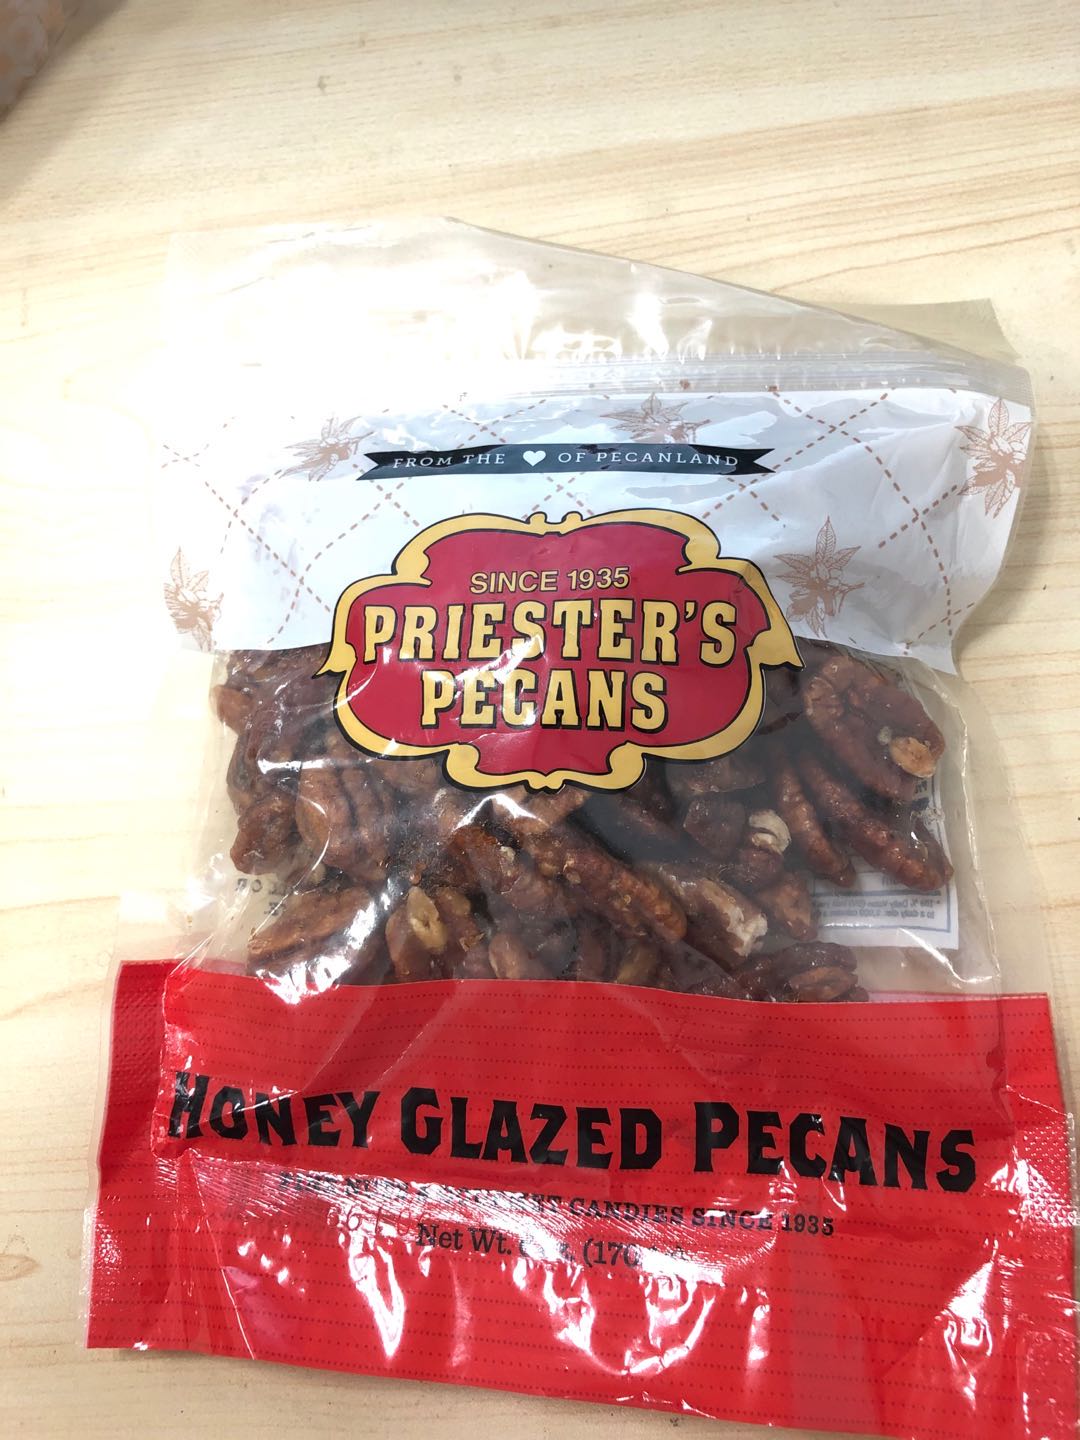 FROM THE OF PECANLAND
SINCE 1935
PRIESTER'S
PECANS
HONEY GLAZED PECANS
CANDIES SINCE 1935
Net Wt.